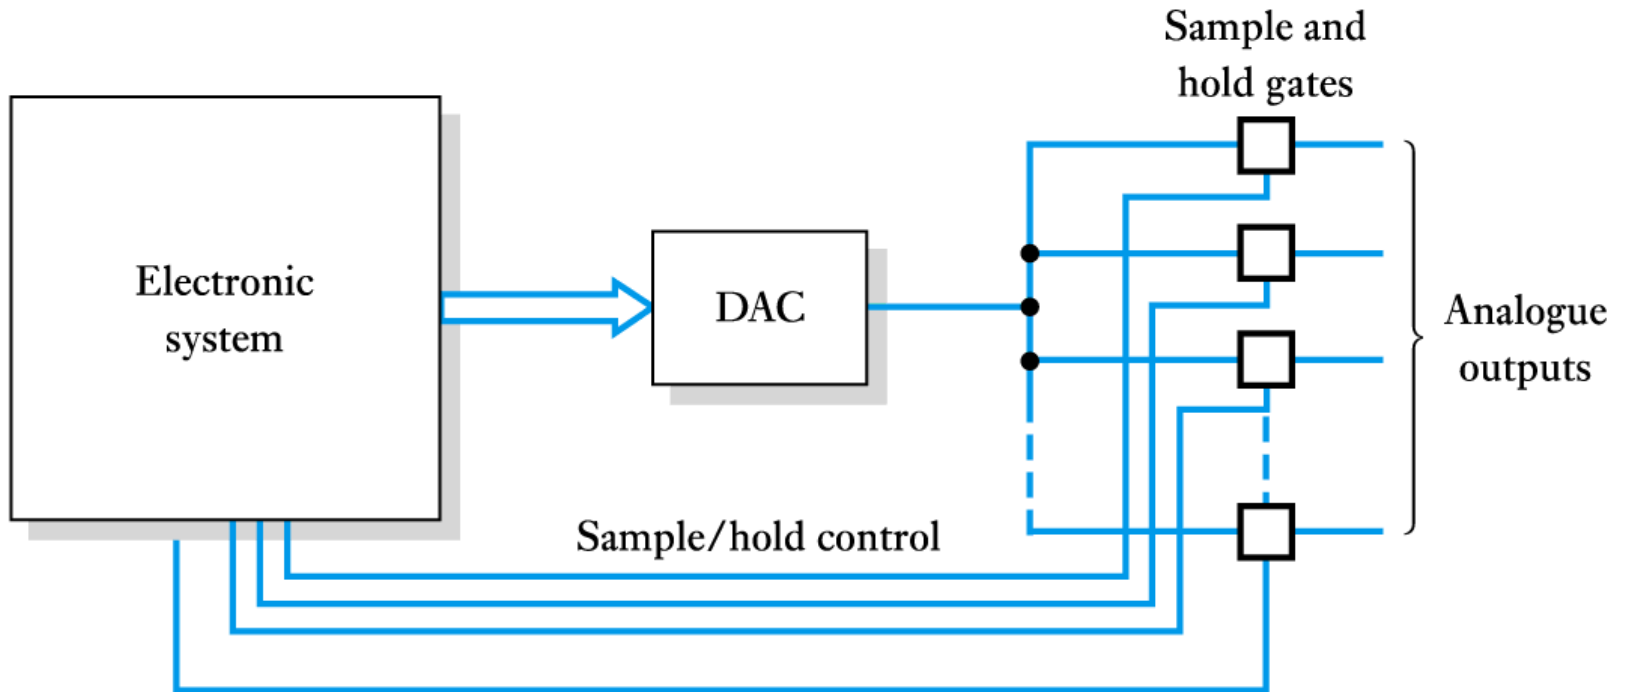 Sample and
hold gates
Electronic
system
DAC
Analogue
outputs
Sample/hold control